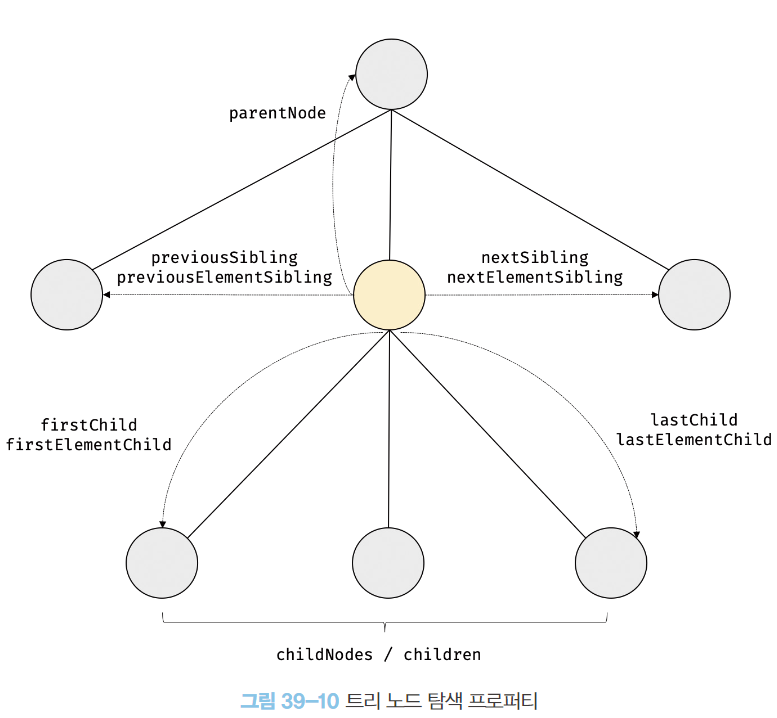 parentNode
previousSibling
previousElementSibling
nextSibling
nextElementSibling
firstChild
firstElementChild
lastChild
lastElementChild
childNodes / children
그림 39-10 트리 노드 탐색 프로퍼티